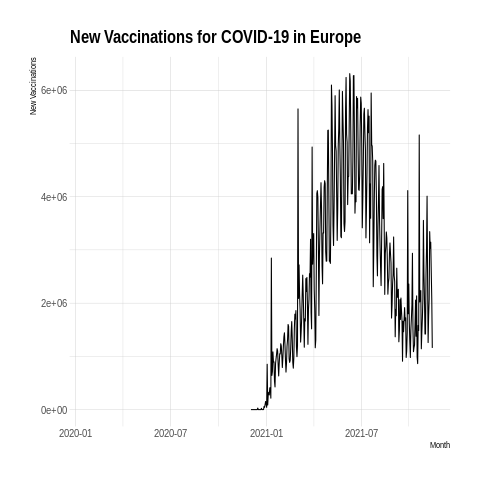 New Vaccinations for COVID-19 in Europe
New Vaccinations
6e+06
4e+06
2e+06
0e+00
2020-01 2020-07 2021-01 2021-07
Month